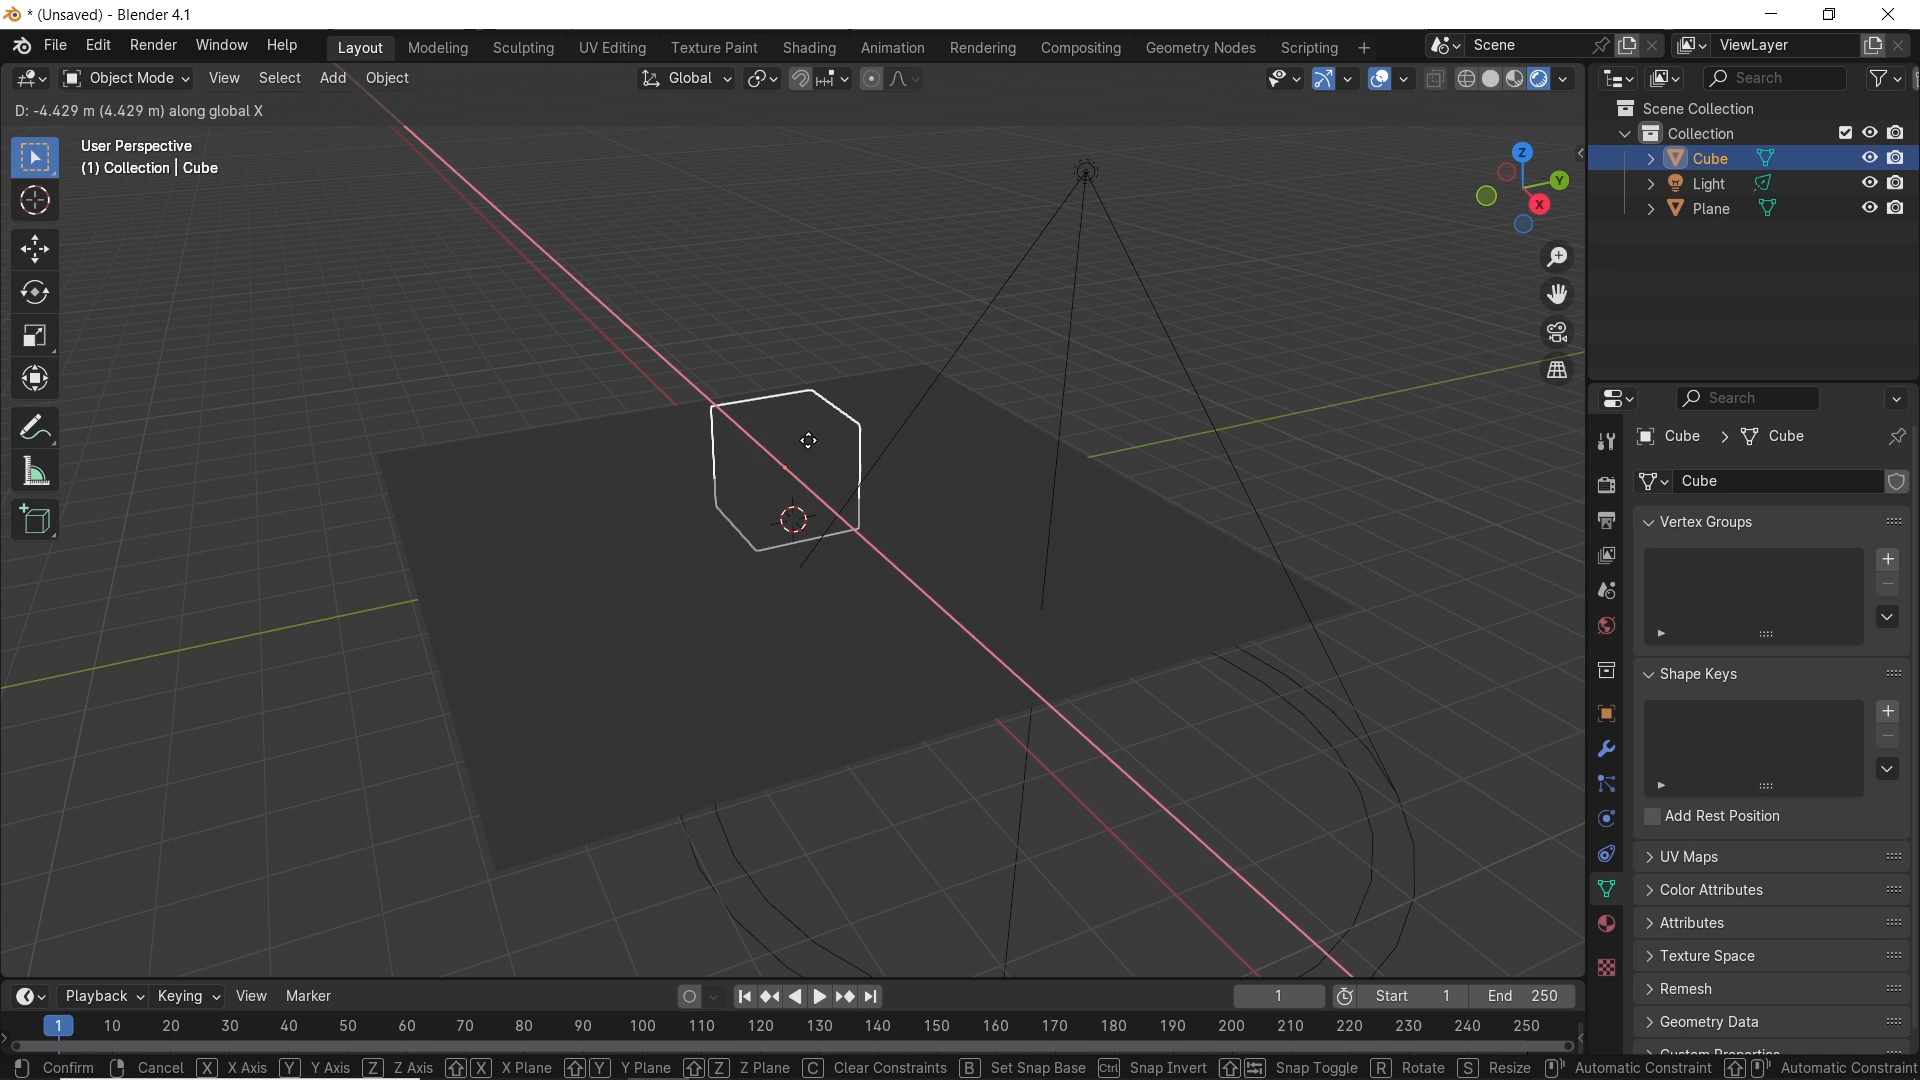 * (Unsaved) - Blender 4.1
File Edit Render Window Help Layout Modeling Sculpting UV Editing Texture Paint Shading Animation Rendering Compositing Geometry Nodes Scripting + Scene ViewLayer
Object Mode View Select Add Object Global Search
D: -4.429 m (4.429 m) along global X
User Perspective
(1) Collection | Cube
Z
Y
X
Scene Collection
Collection
Cube
Light
Plane
Search
Cube > Cube
Cube
Vertex Groups
Shape Keys
Add Rest Position
UV Maps
Color Attributes
Attributes
Texture Space
Remesh
Geometry Data
Custom Properties
Playback Keying View Marker 1 Start 1 End 250
1 10 20 30 40 50 60 70 80 90 100 110 120 130 140 150 160 170 180 190 200 210 220 230 240 250
Confirm Cancel X X Axis Y Y Axis Z Z Axis X X Plane Y Y Plane Z Z Plane C Clear Constraints B Set Snap Base Ctrl Snap Invert Snap Toggle R Rotate S Resize Automatic Constraint Automatic Constraint